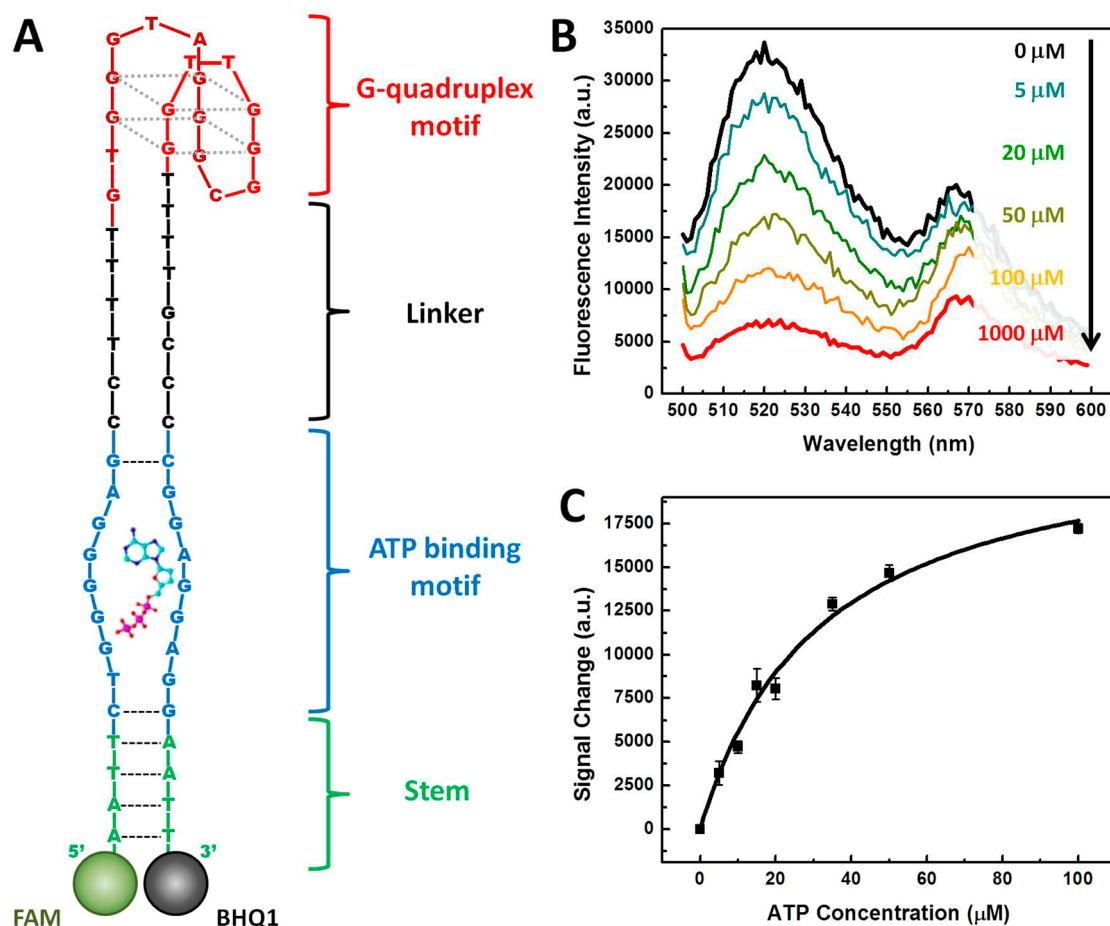 A
T
G A
T T
G G
G G
G G
G
T G
G
T
G
G C
T
T T
T T
T G
T C
C C
C C
G C
A G
G G
G A
G G
G G
G A
T G
C G
T A
T A
A T
A T
5' 3'
FAM BHQ1
G-quadruplex
motif
Linker
ATP binding
motif
Stem
B
Fluorescence Intensity (a.u.)
35000
30000
25000
20000
15000
10000
5000
0
0 μM
5 μM
20 μM
50 μM
100 μM
1000 μM
500 510 520 530 540 550 560 570 580 590 600
Wavelength (nm)
C
Signal Change (a.u.)
17500
15000
12500
10000
7500
5000
2500
0
0 20 40 60 80 100
ATP Concentration (μM)